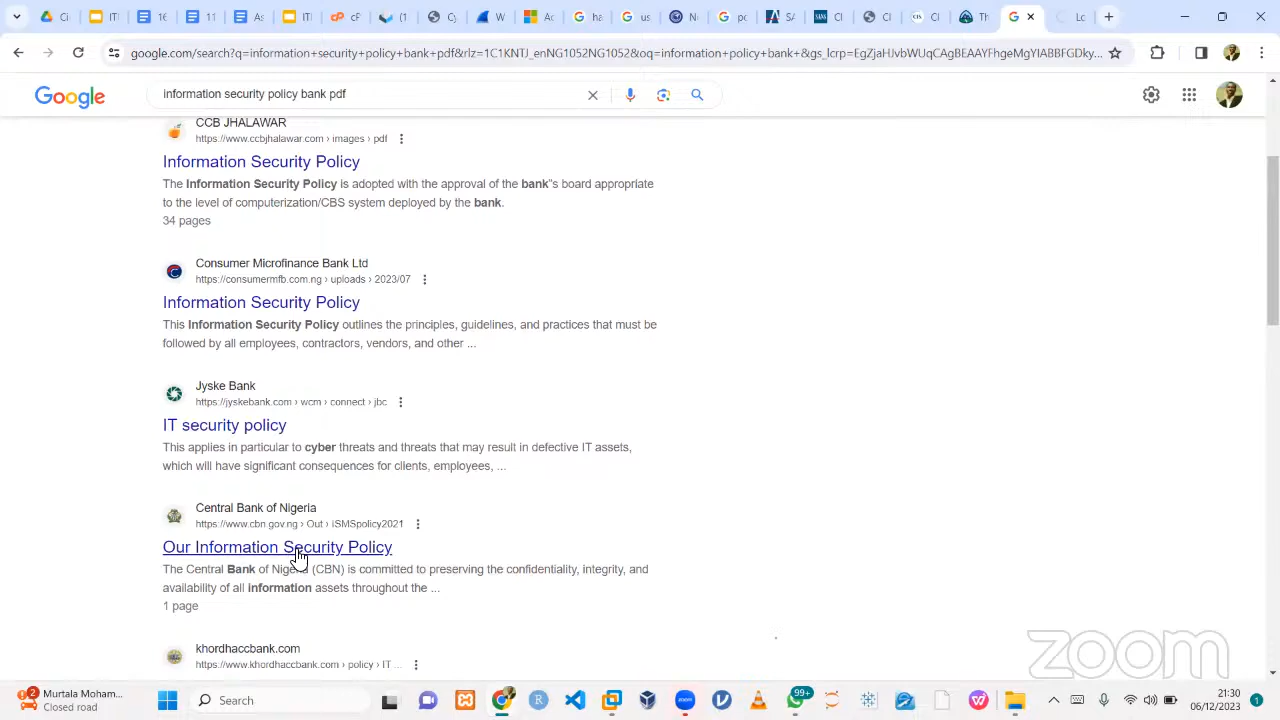 google.com/search?q=information+security+policy+bank+pdf&rlz=1C1KNTJ_enNG1052NG1052&oq=information+policy+bank+&gs_lcrp=EgZjaHJvbWUqCAgBEAAYFhgeMgYIABBFGDky...
Google
information security policy bank pdf
CCB JHALAWAR
https://www.ccbjhalawar.com › images › pdf
Information Security Policy
The Information Security Policy is adopted with the approval of the bank"s board appropriate
to the level of computerization/CBS system deployed by the bank.
34 pages
Consumer Microfinance Bank Ltd
https://consumermfb.com.ng › uploads › 2023/07
Information Security Policy
This Information Security Policy outlines the principles, guidelines, and practices that must be
followed by all employees, contractors, vendors, and other ...
Jyske Bank
https://jyskebank.com › wcm › connect › jbc
IT security policy
This applies in particular to cyber threats and threats that may result in defective IT assets,
which will have significant consequences for clients, employees, ...
Central Bank of Nigeria
https://www.cbn.gov.ng › Out › iSMSpolicy2021
Our Information Security Policy
The Central Bank of Nigeria (CBN) is committed to preserving the confidentiality, integrity, and
availability of all information assets throughout the ...
1 page
khordhaccbank.com
https://www.khordhaccbank.com › policy › IT ...
zoom
2
Murtala Moham...
Closed road
Search
99+
21:30
06/12/2023
1